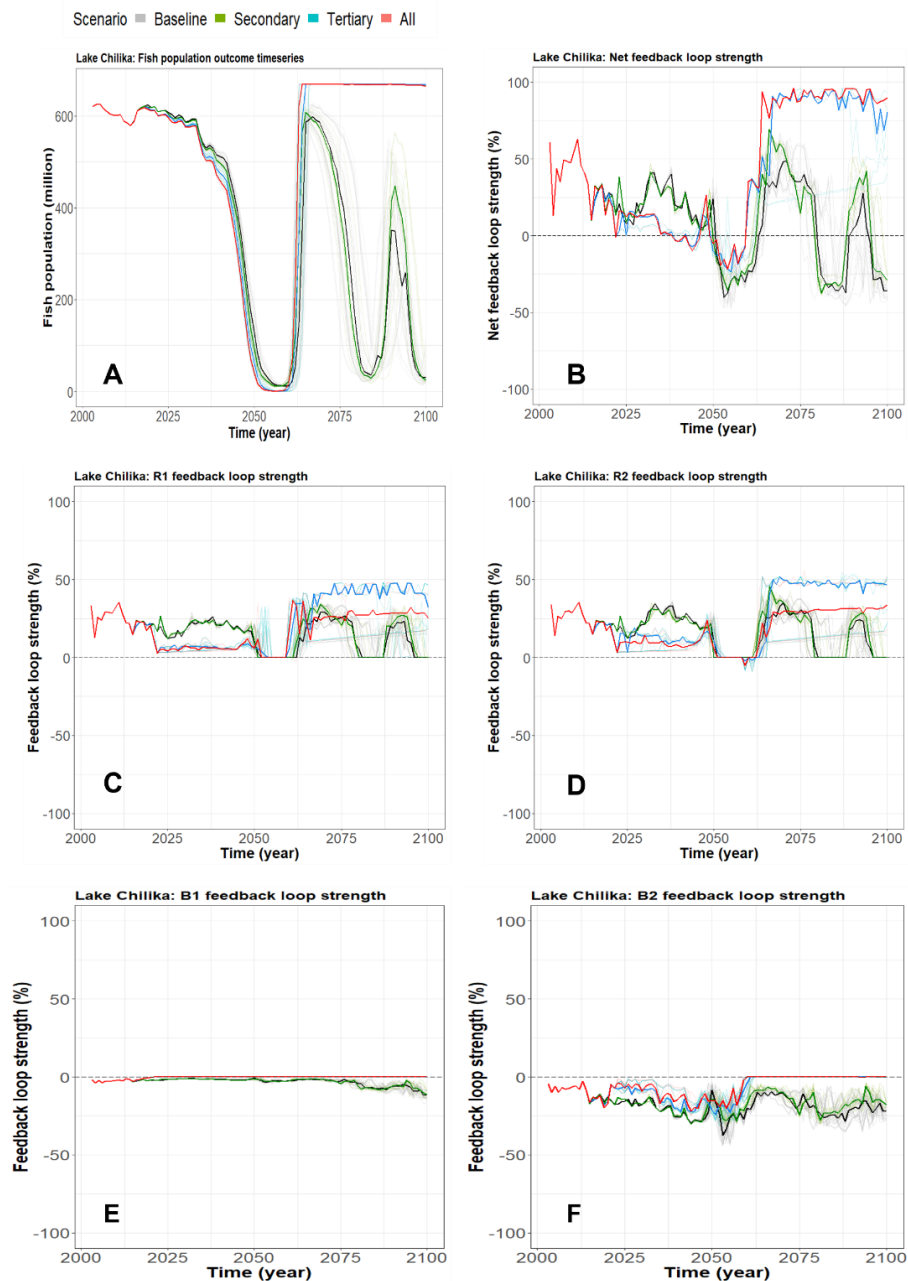 Scenario Baseline Secondary Tertiary All
Lake Chilika: Fish population outcome timeseries
Fish population (million)
600
400
200
0
A
2000 2025 2050 2075 2100
Time (year)
Lake Chilika: Net feedback loop strength
Net feedback loop strength (%)
100
50
0
-50
-100
B
2000 2025 2050 2075 2100
Time (year)
Lake Chilika: R1 feedback loop strength
Feedback loop strength (%)
100
50
0
-50
-100
C
2000 2025 2050 2075 2100
Time (year)
Lake Chilika: R2 feedback loop strength
Feedback loop strength (%)
100
50
0
-50
-100
D
2000 2025 2050 2075 2100
Time (year)
Lake Chilika: B1 feedback loop strength
Feedback loop strength (%)
100
50
0
-50
-100
E
2000 2025 2050 2075 2100
Time (year)
Lake Chilika: B2 feedback loop strength
Feedback loop strength (%)
100
50
0
-50
-100
F
2000 2025 2050 2075 2100
Time (year)